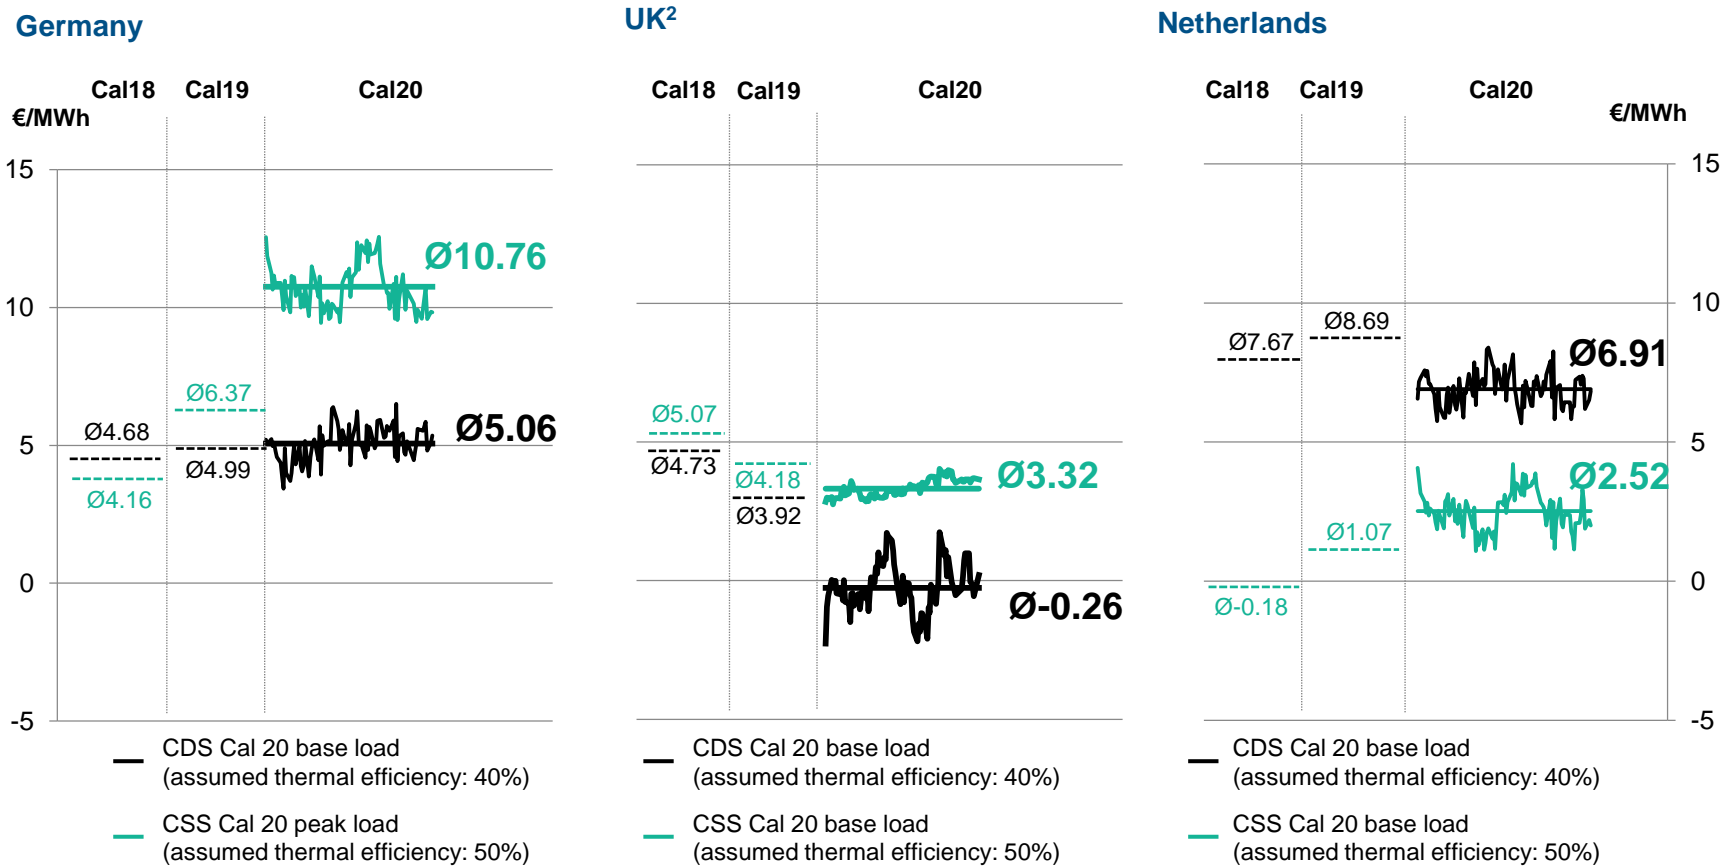 Germany
Cal18 Cal19 Cal20
€/MWh
15
10
5
0
-5
Ø4.68
Ø4.16
Ø6.37
Ø4.99
Ø10.76
Ø5.06
CDS Cal 20 base load
(assumed thermal efficiency: 40%)
CSS Cal 20 peak load
(assumed thermal efficiency: 50%)
UK²
Cal18 Cal19 Cal20
Ø5.07
Ø4.73
Ø4.18
Ø3.92
Ø3.32
Ø-0.26
CDS Cal 20 base load
(assumed thermal efficiency: 40%)
CSS Cal 20 base load
(assumed thermal efficiency: 50%)
Netherlands
Cal18 Cal19 Cal20
€/MWh
15
10
5
0
-5
Ø7.67
Ø8.69
Ø6.91
Ø2.52
Ø1.07
Ø-0.18
CDS Cal 20 base load
(assumed thermal efficiency: 40%)
CSS Cal 20 base load
(assumed thermal efficiency: 50%)